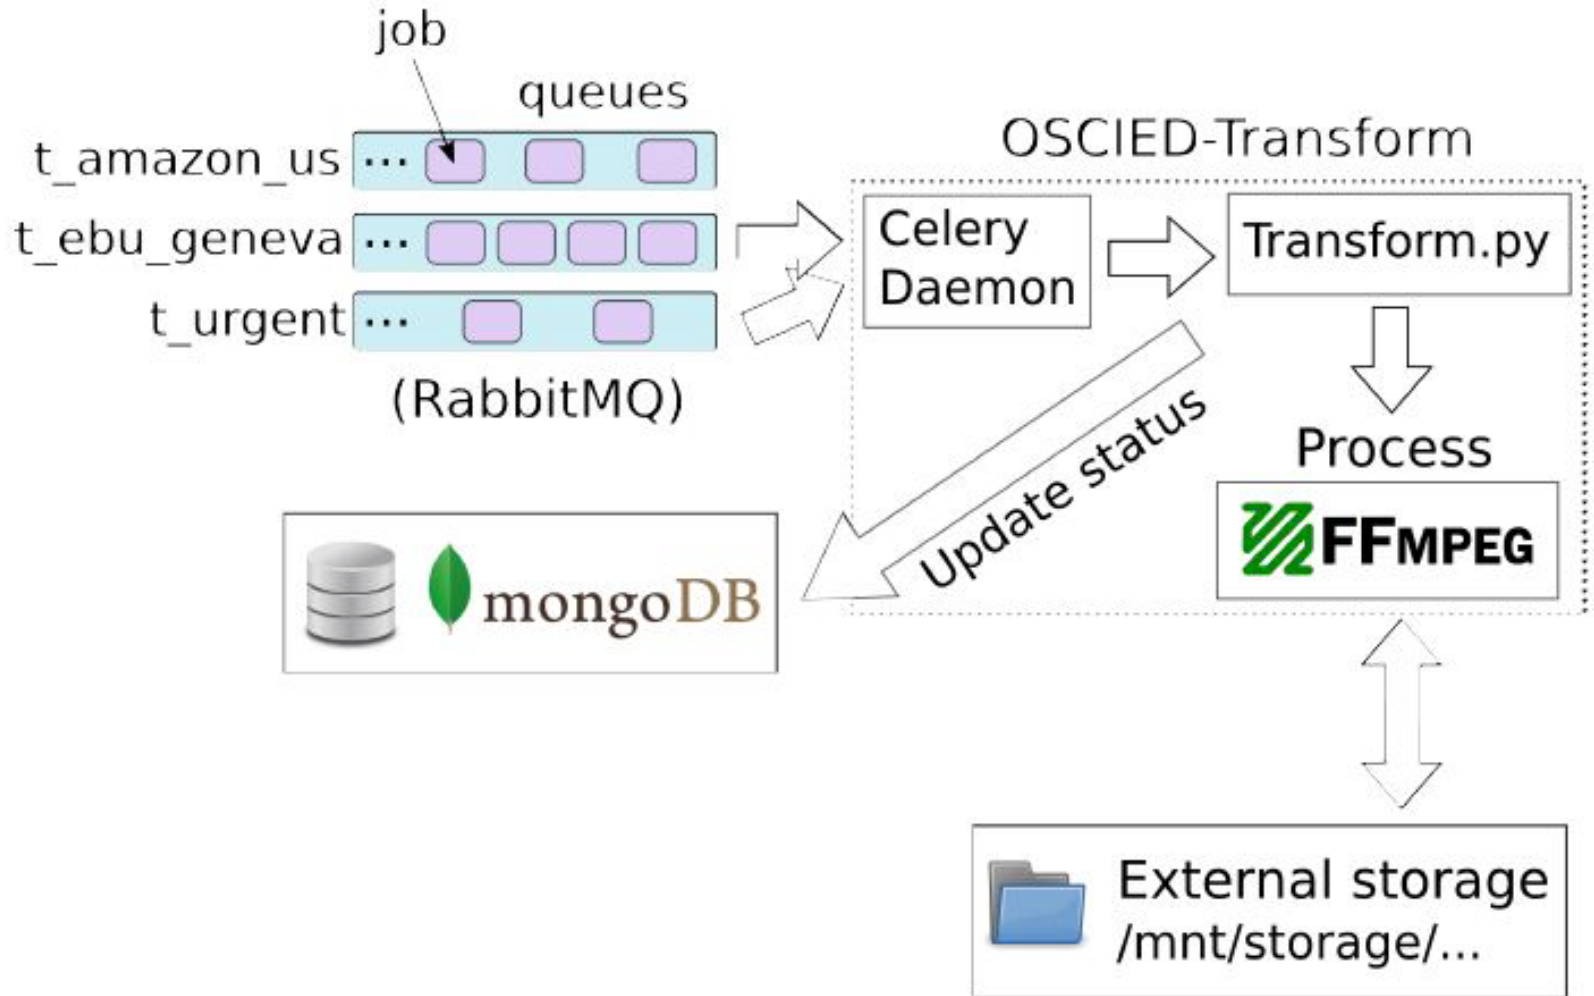 job
queues
t_amazon_us ...
t_ebu_geneva ...
t_urgent ...
(RabbitMQ)
OSCIED-Transform
Celery
Daemon
Transform.py
Update status
Process
FFMPEG
mongoDB
External storage
/mnt/storage/...